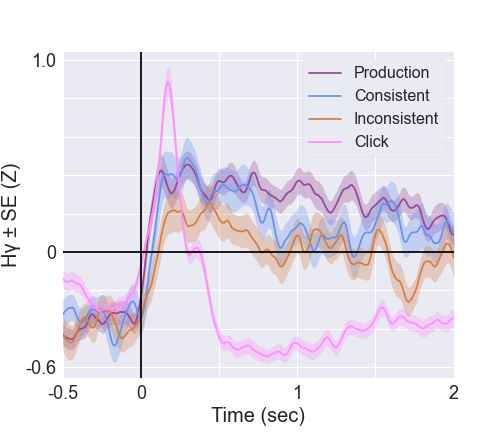 Hγ ± SE (Z)
1.0
0
-0.6
Production
Consistent
Inconsistent
Click
-0.5 0 1 2
Time (sec)